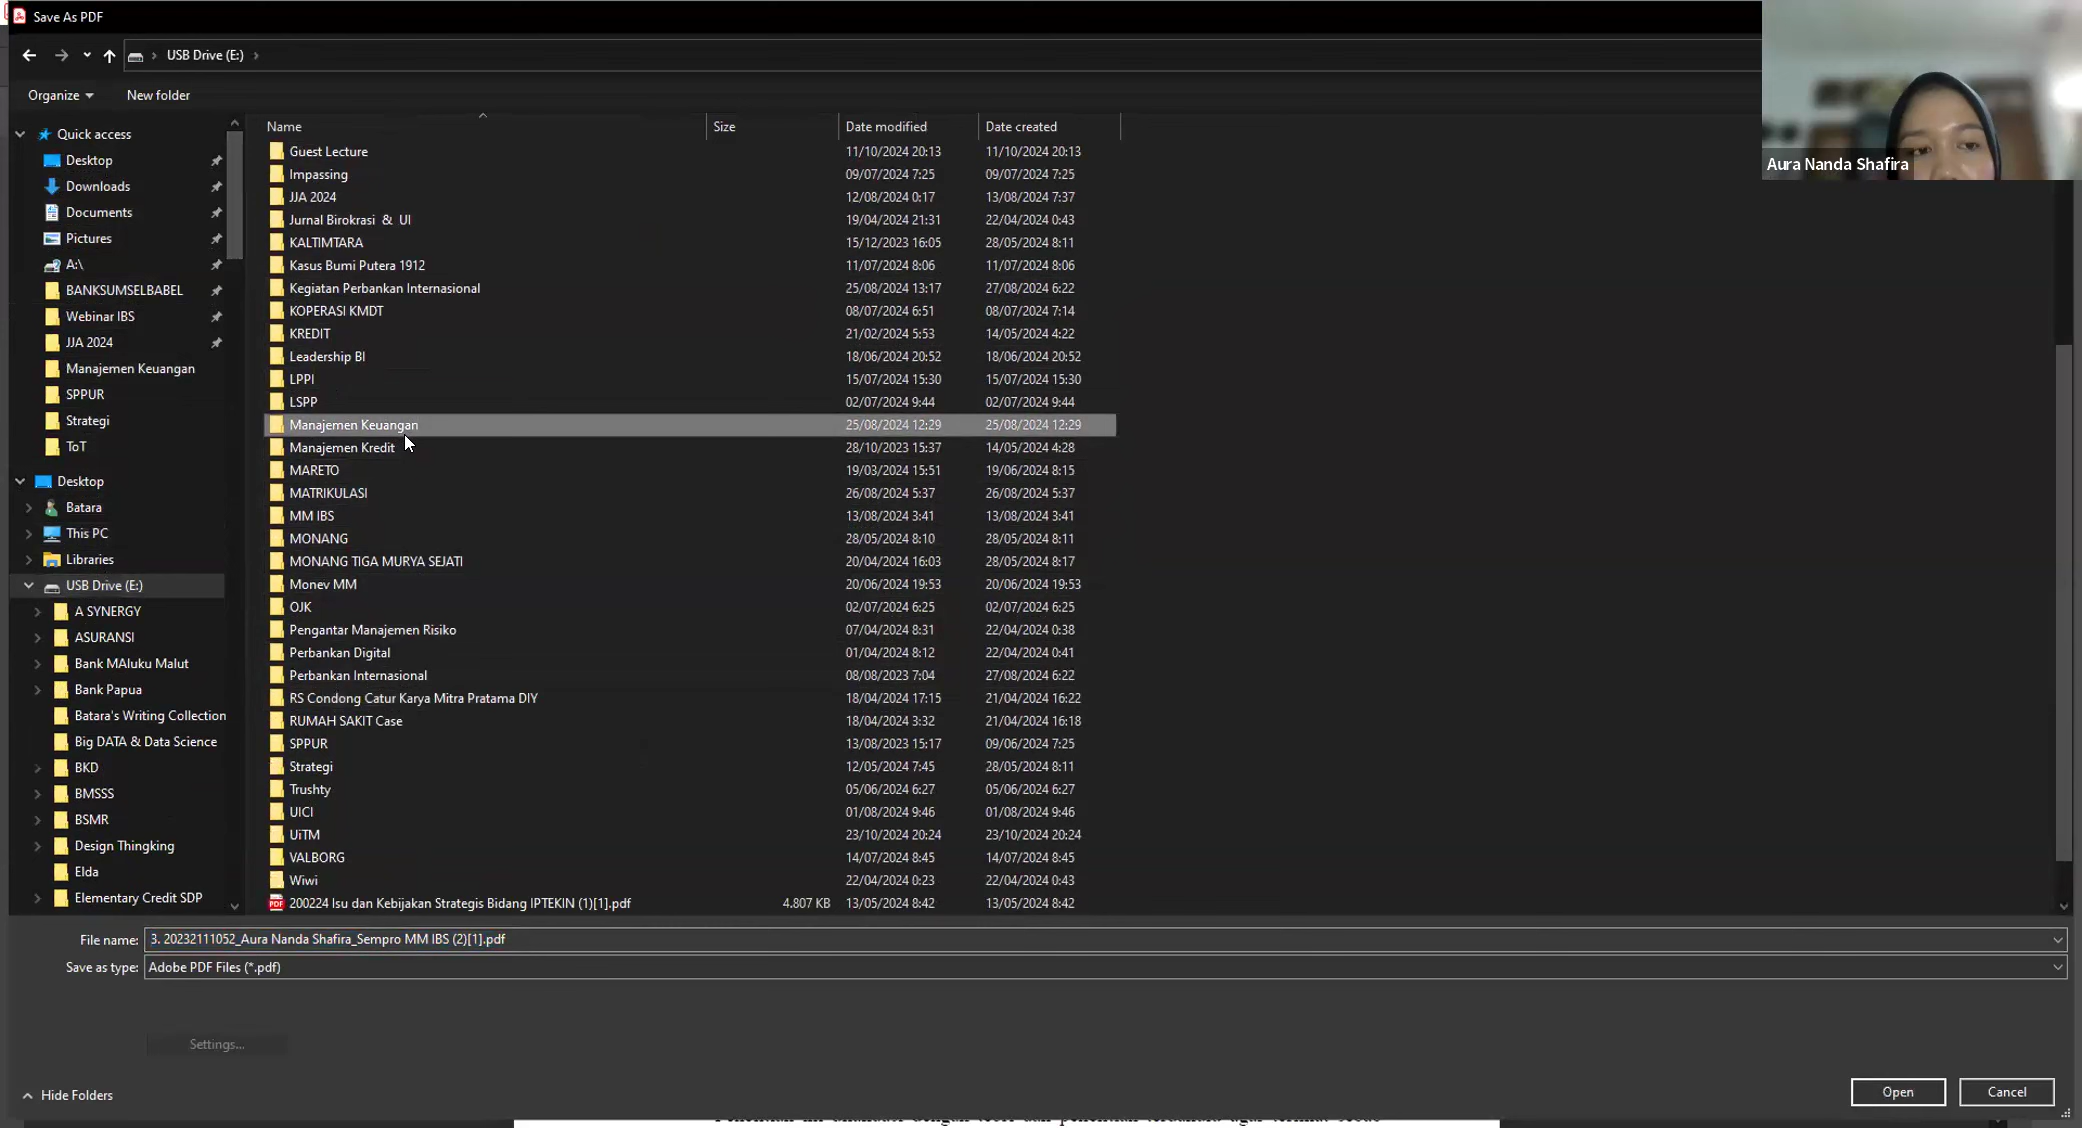 Save As PDF
USB Drive (E:)
Organize
New folder
Aura Nanda Shafira
Quick access
Desktop
Downloads
Documents
Pictures
A:\
BANKSUMSELBABEL
Webinar IBS
JJA 2024
Manajemen Keuangan
SPPUR
Strategi
ToT
Desktop
Batara
This PC
Libraries
USB Drive (E:)
A SYNERGY
ASURANSI
Bank MAluku Malut
Bank Papua
Batara's Writing Collection
Big DATA & Data Science
BKD
BMSSS
BSMR
Design Thingking
Elda
Elementary Credit SDP
Name Size Date modified Date created
Guest Lecture 11/10/2024 20:13 11/10/2024 20:13
Impassing 09/07/2024 7:25 09/07/2024 7:25
JJA 2024 12/08/2024 0:17 13/08/2024 7:37
Jurnal Birokrasi & UI 19/04/2024 21:31 22/04/2024 0:43
KALTIMTARA 15/12/2023 16:05 28/05/2024 8:11
Kasus Bumi Putera 1912 11/07/2024 8:06 11/07/2024 8:06
Kegiatan Perbankan Internasional 25/08/2024 13:17 27/08/2024 6:22
KOPERASI KMDT 08/07/2024 6:51 08/07/2024 7:14
KREDIT 21/02/2024 5:53 14/05/2024 4:22
Leadership BI 18/06/2024 20:52 18/06/2024 20:52
LPPI 15/07/2024 15:30 15/07/2024 15:30
LSPP 02/07/2024 9:44 02/07/2024 9:44
Manajemen Keuangan 25/08/2024 12:29 25/08/2024 12:29
Manajemen Kredit 28/10/2023 15:37 14/05/2024 4:28
MARETO 19/03/2024 15:51 19/06/2024 8:15
MATRIKULASI 26/08/2024 5:37 26/08/2024 5:37
MM IBS 13/08/2024 3:41 13/08/2024 3:41
MONANG 28/05/2024 8:10 28/05/2024 8:11
MONANG TIGA MURYA SEJATI 20/04/2024 16:03 28/05/2024 8:17
Monev MM 20/06/2024 19:53 20/06/2024 19:53
OJK 02/07/2024 6:25 02/07/2024 6:25
Pengantar Manajemen Risiko 07/04/2024 8:31 22/04/2024 0:38
Perbankan Digital 01/04/2024 8:12 22/04/2024 0:41
Perbankan Internasional 08/08/2023 7:04 27/08/2024 6:22
RS Condong Catur Karya Mitra Pratama DIY 18/04/2024 17:15 21/04/2024 16:22
RUMAH SAKIT Case 18/04/2024 3:32 21/04/2024 16:18
SPPUR 13/08/2023 15:17 09/06/2024 7:25
Strategi 12/05/2024 7:45 28/05/2024 8:11
Trushty 05/06/2024 6:27 05/06/2024 6:27
UICI 01/08/2024 9:46 01/08/2024 9:46
UiTM 23/10/2024 20:24 23/10/2024 20:24
VALBORG 14/07/2024 8:45 14/07/2024 8:45
Wiwi 22/04/2024 0:23 22/04/2024 0:43
200224 Isu dan Kebijakan Strategis Bidang IPTEKIN (1)[1].pdf 4.807 KB 13/05/2024 8:42 13/05/2024 8:42
File name: 3. 20232111052_Aura Nanda Shafira_Sempro MM IBS (2)[1].pdf
Save as type: Adobe PDF Files (*.pdf)
Settings...
Hide Folders
Open
Cancel